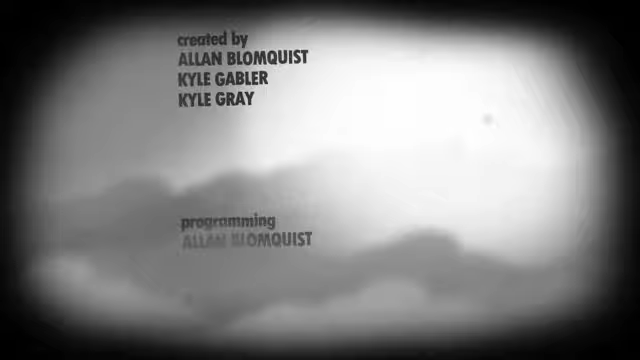 created by
ALLAN BLOMQUIST
KYLE GABLER
KYLE GRAY
programming
ALLAN BLOMQUIST